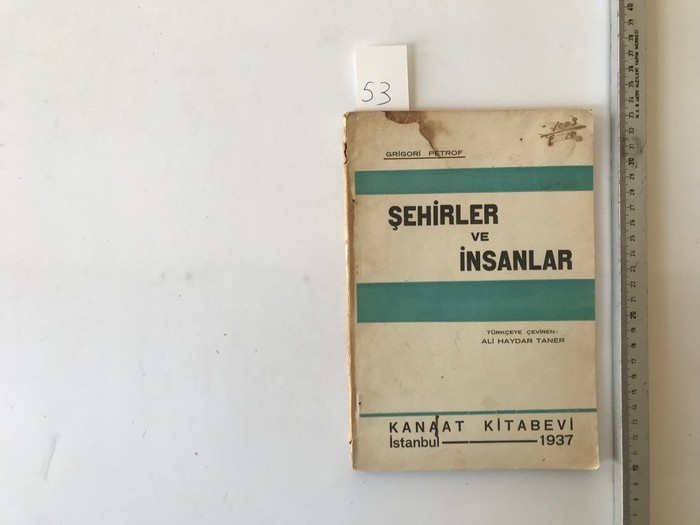 53
GRİGORİ PETROF
ŞEHİRLER
VE
İNSANLAR
TÜRKÇEYE ÇEVİREN:
ALİ HAYDAR TANER
KANAAT KİTABEVİ
İstanbul 1937